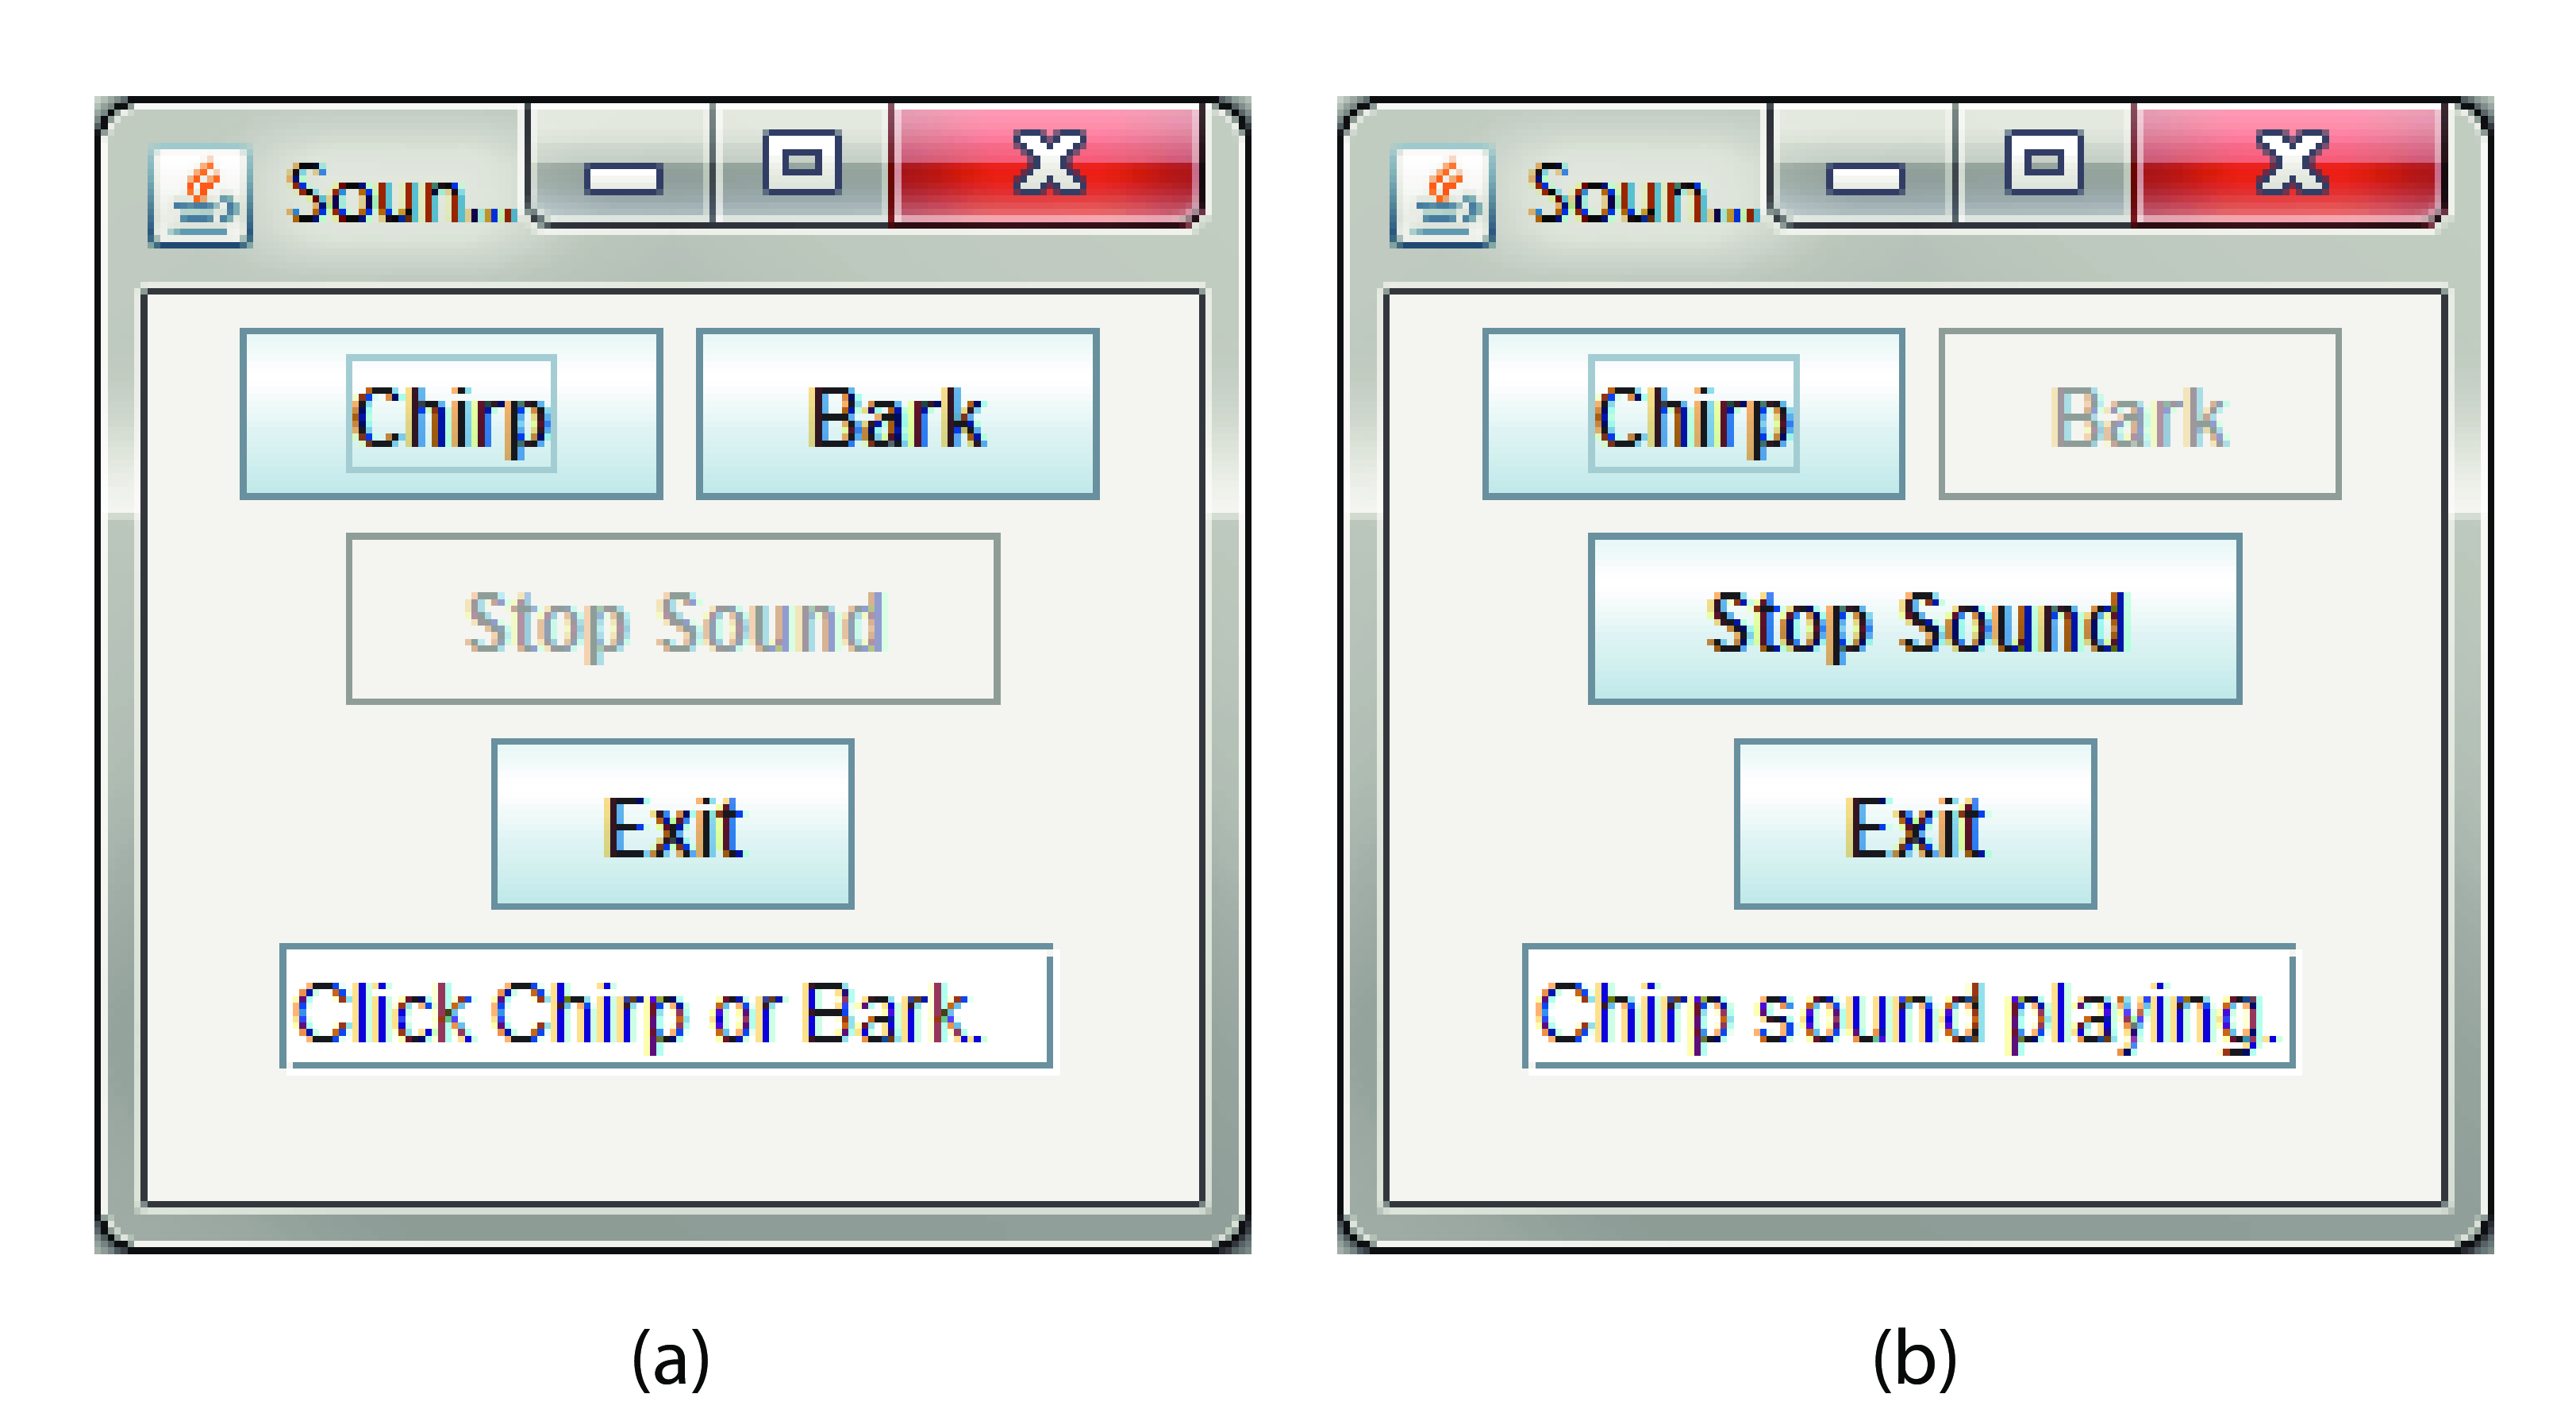 Soun...
Chirp
Bark
Stop Sound
Exit
Click Chirp or Bark.
(a)
Soun...
Chirp
Bark
Stop Sound
Exit
Chirp sound playing.
(b)